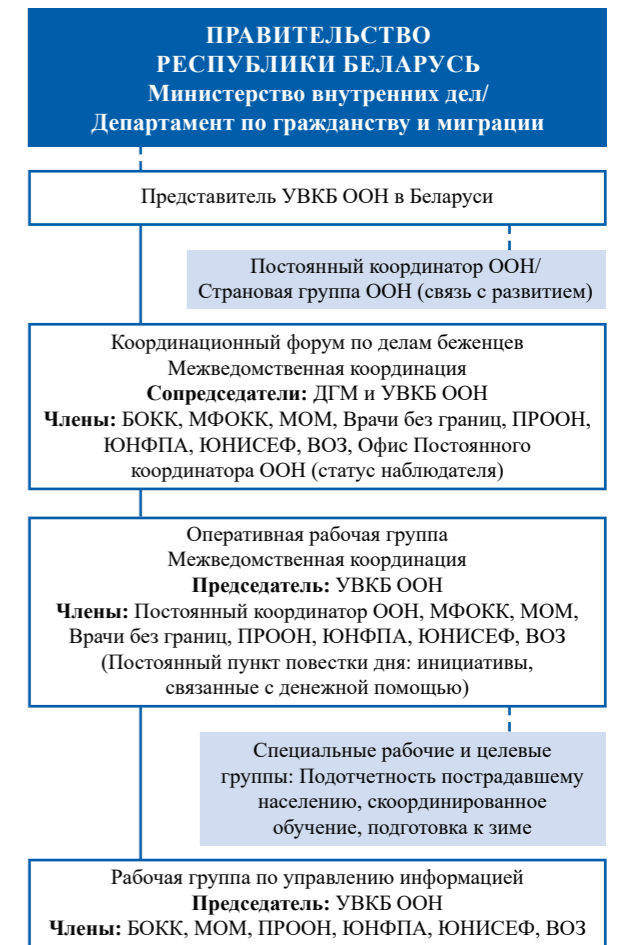 ПРАВИТЕЛЬСТВО
РЕСПУБЛИКИ БЕЛАРУСЬ
Министерство внутренних дел/
Департамент по гражданству и миграции
Представитель УВКБ ООН в Беларуси
Постоянный координатор ООН/
Страновая группа ООН (связь с развитием)
Координационный форум по делам беженцев
Межведомственная координация
Сопредседатели: ДГМ и УВКБ ООН
Члены: БОКК, МФОКК, МОМ, Врачи без границ, ПРООН,
ЮНФПА, ЮНИСЕФ, ВОЗ, Офис Постоянного
координатора ООН (статус наблюдателя)
Оперативная рабочая группа
Межведмственная координация
Председатель: УВКБ ООН
Члены: Постоянный координатор ООН, МФОКК, МОМ,
Врачи без границ, ПРООН, ЮНФПА, ЮНИСЕФ, ВОЗ
(Постоянный пункт повестки дня: инициативы,
связанные с денежной помощью)
Специальные рабочие и целевые
группы: Подотчетность пострадавшему
населению, скоординированное
обучение, подготовка к зиме
Рабочая группа по управлению информацией
Председатель: УВКБ ООН
Члены: БОКК, МОМ, ПРООН, ЮНФПА, ЮНИСЕФ, ВОЗ